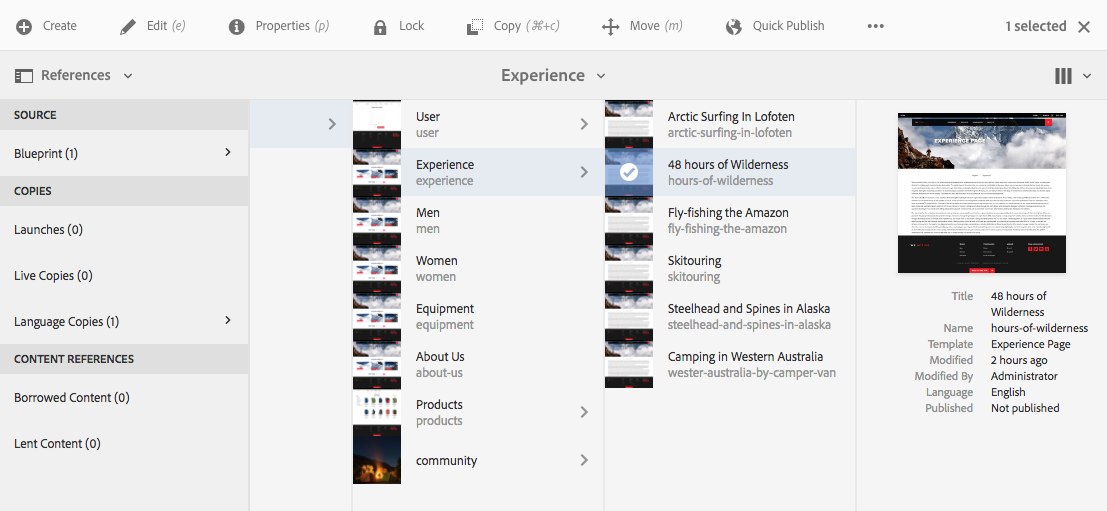 Create
Edit (e)
Properties (p)
Lock
Copy (⌘+c)
Move (m)
Quick Publish
1 selected
References
Experience
SOURCE
Blueprint (1)
COPIES
Launches (0)
Live Copies (0)
Language Copies (1)
CONTENT REFERENCES
Borrowed Content (0)
Lent Content (0)
User
user
Experience
experience
Men
men
Women
women
Equipment
equipment
About Us
about-us
Products
products
community
Arctic Surfing In Lofoten
arctic-surfing-in-lofoten
48 hours of Wilderness
hours-of-wilderness
Fly-fishing the Amazon
fly-fishing-the-amazon
Skitouring
skitouring
Steelhead and Spines in Alaska
steelhead-and-spines-in-alaska
Camping in Western Australia
wester-australia-by-camper-van
EXPERIENCE PAGE
Title 48 hours of
Wilderness
Name hours-of-wilderness
Template Experience Page
Modified 2 hours ago
Modified By Administrator
Language English
Published Not published